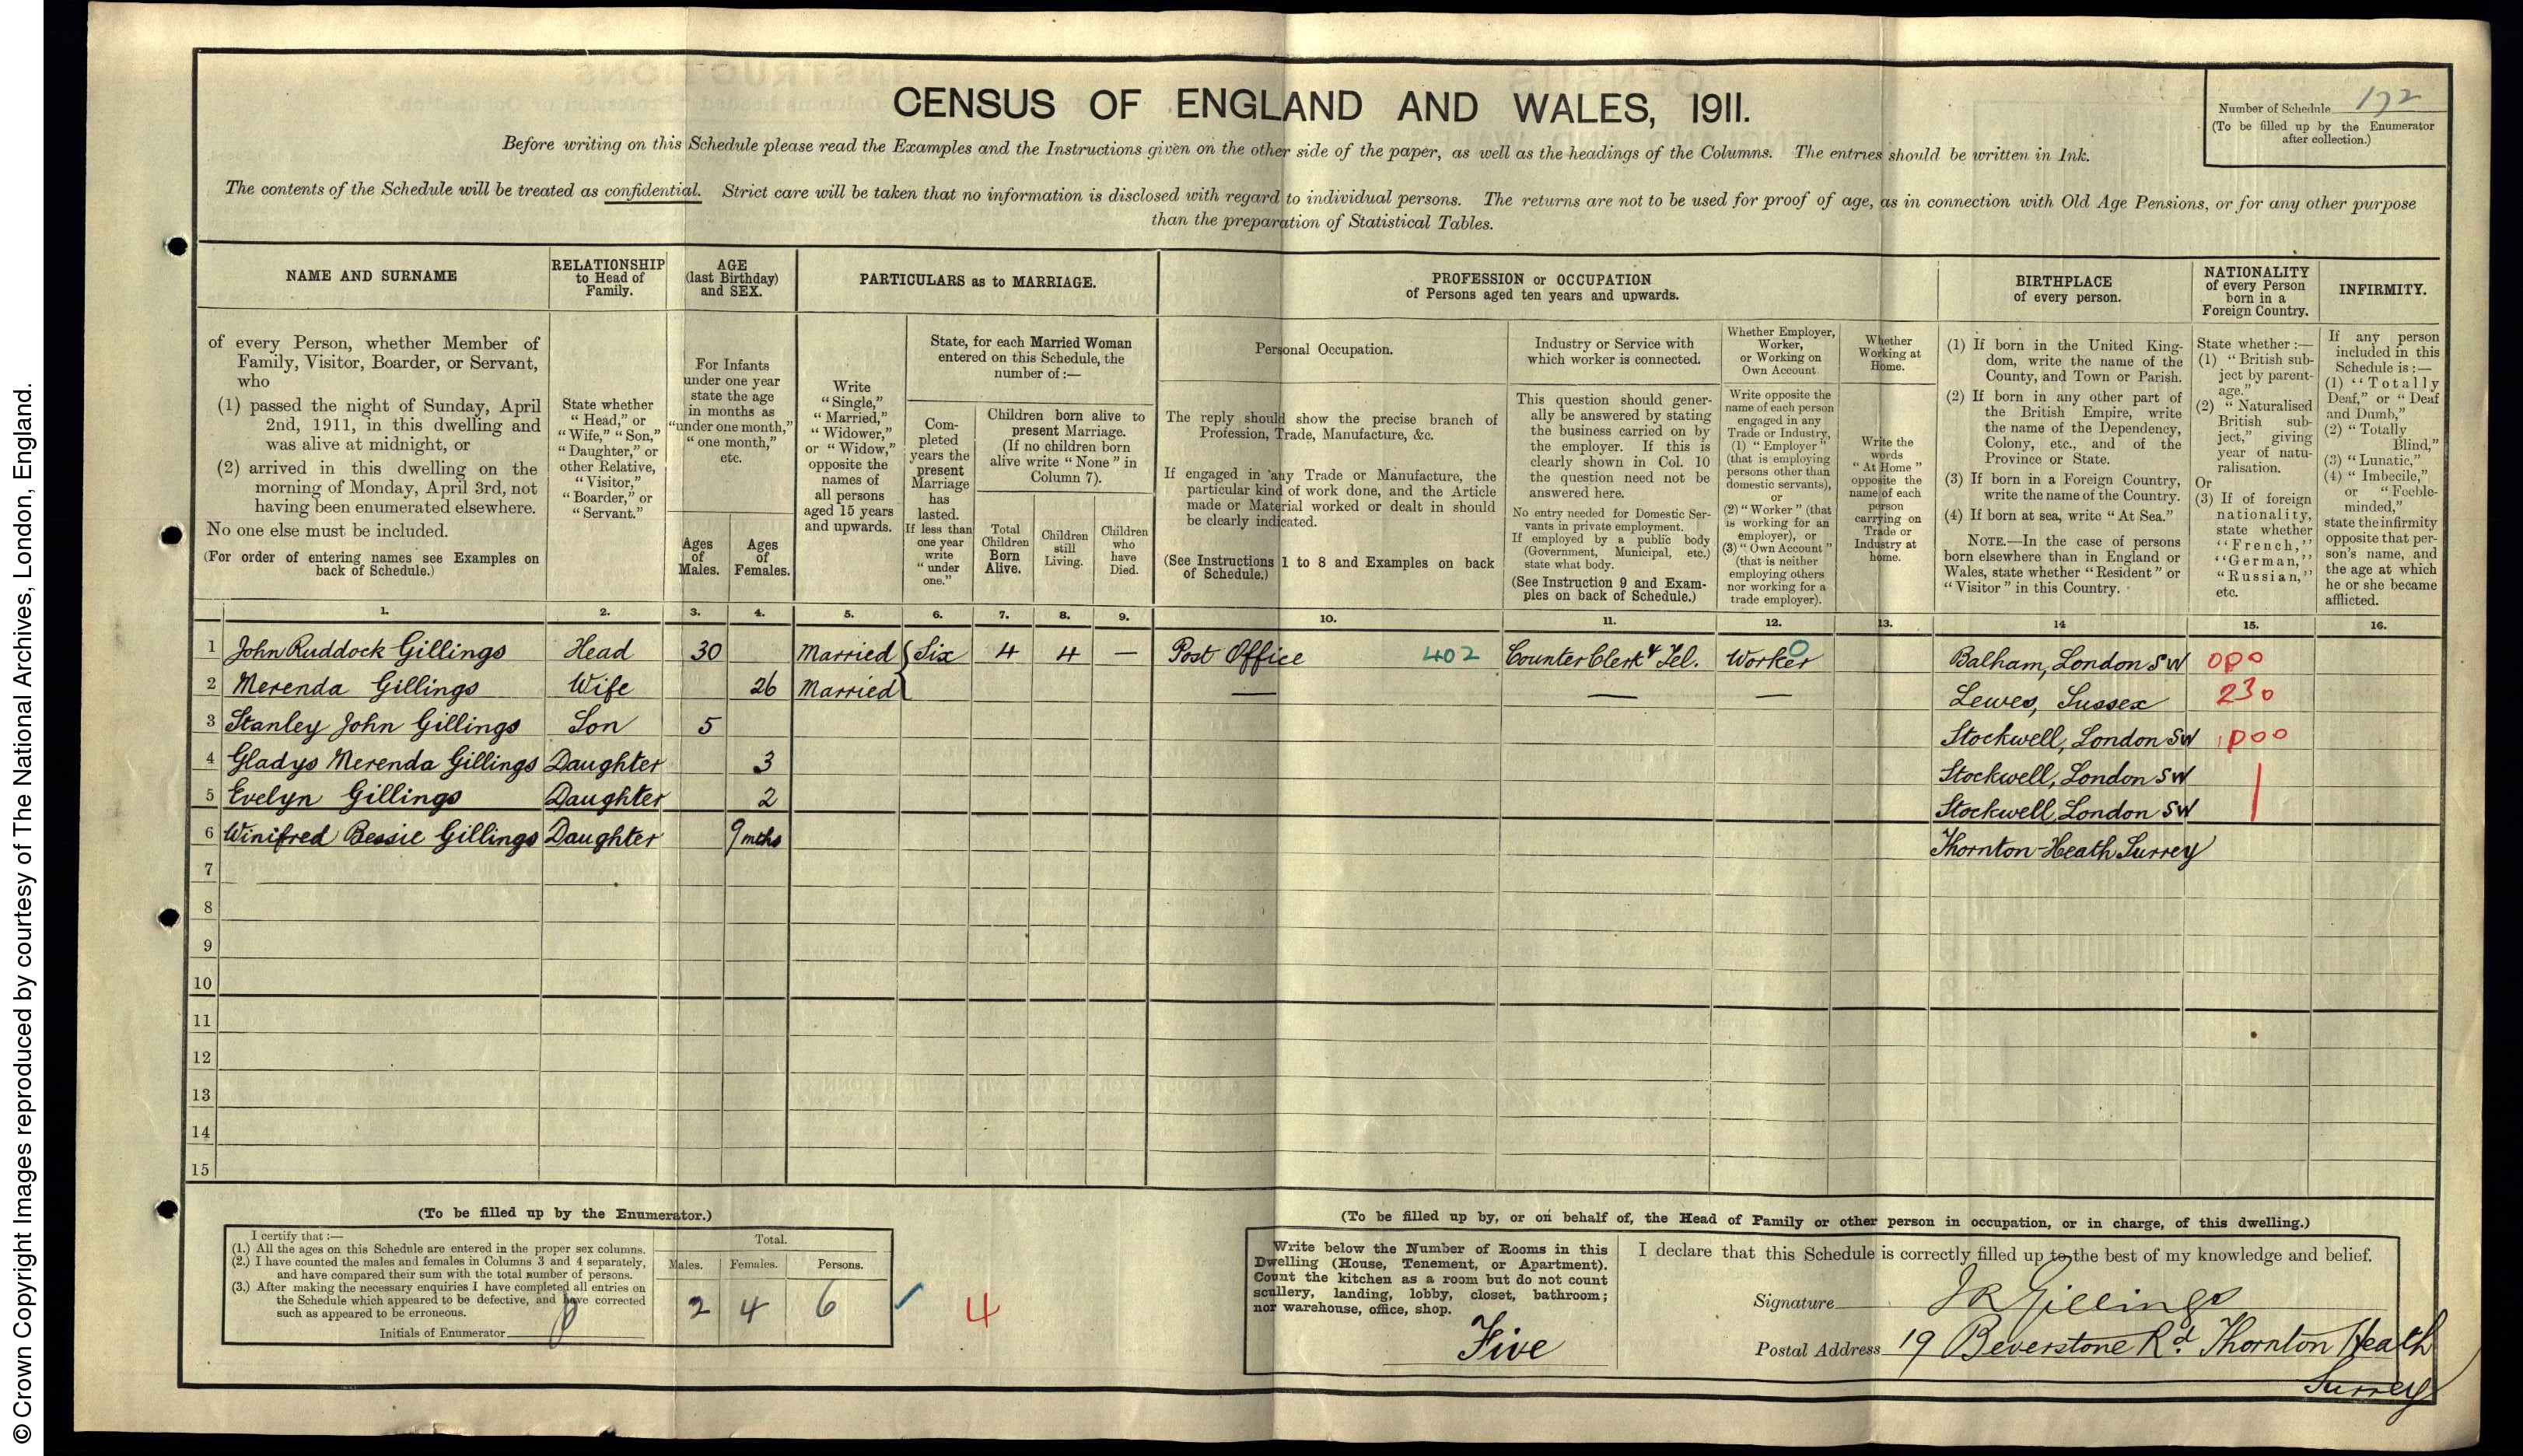 CENSUS OF ENGLAND AND WALES, 1911.
Number of Schedule 172
(To be filled up by the Enumerator
after collection.)
Before writing on this Schedule please read the Examples and the Instructions given on the other side of the paper, as well as the headings of the Columns. The entries should be written in Ink.
The contents of the Schedule will be treated as confidential. Strict care will be taken that no information is disclosed with regard to individual persons. The returns are not to be used for proof of age, as in connection with Old Age Pensions, or for any other purpose
than the preparation of Statistical Tables.
NAME AND SURNAME
of every Person, whether Member of
Family, Visitor, Boarder, or Servant,
who
(1) passed the night of Sunday, April
2nd, 1911, in this dwelling and
was alive at midnight, or
(2) arrived in this dwelling on the
morning of Monday, April 3rd, not
having been enumerated elsewhere.
No one else must be included.
(For order of entering names see Examples on
back of Schedule.)
RELATIONSHIP
to Head of
Family.
State whether
"Head," or
"Wife," "Son,"
"Daughter," or
other Relative,
"Visitor,"
"Boarder," or
"Servant."
AGE
(last Birthday)
and SEX.
For Infants
under one year
state the age
in months as
"under one month,"
"one month,"
etc.
Ages
of
Males.
Ages
of
Females.
PARTICULARS as to MARRIAGE.
Write
"Single,"
"Married,"
"Widower,"
or "Widow,"
opposite the
names of
all persons
aged 15 years
and upwards.
State, for each Married Woman
entered on this Schedule, the
number of:—
Com-
pleted
years the
present
Marriage
has
lasted.
If less than
one year
write
"under
one."
Children born alive to
present Marriage.
(If no children born
alive write "None" in
Column 7).
Total
Children
Born
Alive.
Children
still
Living.
Children
who
have
Died.
PROFESSION or OCCUPATION
of Persons aged ten years and upwards.
Personal Occupation.
The reply should show the precise branch of
Profession, Trade, Manufacture, &c.
If engaged in any Trade or Manufacture, the
particular kind of work done, and the Article
made or Material worked or dealt in should
be clearly indicated.
(See Instructions 1 to 8 and Examples on back
of Schedule.)
Industry or Service with
which worker is connected.
This question should gener-
ally be answered by stating
the business carried on by
the employer. If this is
clearly shown in Col. 10
the question need not be
answered here.
No entry needed for Domestic Ser-
vants in private employment.
If employed by a public body
(Government, Municipal, etc.)
state what body.
(See Instruction 9 and Exam-
ples on back of Schedule.)
Whether Employer,
Worker,
or Working on
Own Account
Write opposite the
name of each person
engaged in any
Trade or Industry,
(1) "Employer"
(that is employing
persons other than
domestic servants),
or
(2) "Worker" (that
is working for an
employer), or
(3) "Own Account"
(that is neither
employing others
nor working for a
trade employer).
Whether
Working at
Home.
Write the
words
"At Home"
opposite the
name of each
person
carrying on
Trade or
Industry at
home.
BIRTHPLACE
of every person.
(1) If born in the United King-
dom, write the name of the
County, and Town or Parish.
(2) If born in any other part of
the British Empire, write
the name of the Dependency,
Colony, etc., and of the
Province or State.
(3) If born in a Foreign Country,
write the name of the Country.
(4) If born at sea, write "At Sea."
NOTE.—In the case of persons
born elsewhere than in England or
Wales, state whether "Resident" or
"Visitor" in this Country.
NATIONALITY
of every Person
born in a
Foreign Country.
State whether:—
(1) "British sub-
ject by parent-
age."
(2) "Naturalised
British sub-
ject," giving
year of natu-
ralisation.
Or
(3) If of foreign
nationality,
state whether
"French,"
"German,"
"Russian,"
etc.
INFIRMITY.
If any person
included in this
Schedule is:—
(1) "Totally
Deaf," or "Deaf
and Dumb,"
(2) "Totally
Blind,"
(3) "Lunatic,"
(4) "Imbecile,"
or "Feeble-
minded,"
state the infirmity
opposite that per-
son's name, and
the age at which
he or she became
afflicted.
1. 2. 3. 4. 5. 6. 7. 8. 9. 10. 11. 12. 13. 14 15. 16.
1 John Ruddock Gillings Head 30 Married Six 4 4 — Post Office 402 Counter Clerk & Tel. Worker 0 Balham, London SW 0P0
2 Merenda Gillings Wife 26 Married — — — Lewes, Sussex 230
3 Stanley John Gillings Son 5 Stockwell, London SW P00
4 Gladys Merenda Gillings Daughter 3 Stockwell, London SW
5 Evelyn Gillings Daughter 2 Stockwell, London SW
6 Winifred Bessie Gillings Daughter 9 mths Thornton-Heath Surrey
7
8
9
10
11
12
13
14
15
(To be filled up by the Enumerator.)
I certify that:—
(1.) All the ages on this Schedule are entered in the proper sex columns.
(2.) I have counted the males and females in Columns 3 and 4 separately,
and have compared their sum with the total number of persons.
(3.) After making the necessary enquiries I have completed all entries on
the Schedule which appeared to be defective, and have corrected
such as appeared to be erroneous.
Initials of Enumerator
Total.
Males. Females. Persons.
2 4 6 4
(To be filled up by, or on behalf of, the Head of Family or other person in occupation, or in charge, of this dwelling.)
Write below the Number of Rooms in this
Dwelling (House, Tenement, or Apartment).
Count the kitchen as a room but do not count
scullery, landing, lobby, closet, bathroom;
nor warehouse, office, shop.
Five
I declare that this Schedule is correctly filled up to the best of my knowledge and belief.
Signature J R Gillings
Postal Address 19 Beverstone Rd. Thornton Heath
Surrey
© Crown Copyright Images reproduced by courtesy of The National Archives, London, England.